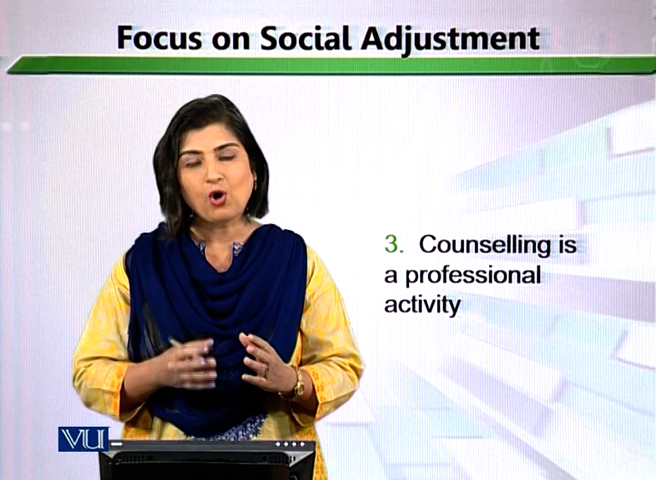 Focus on Social Adjustment
3. Counselling is
a professional
activity
VU